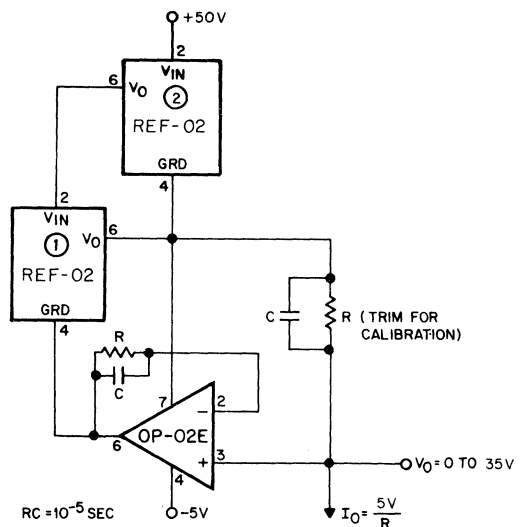 +50V
2
6
VIN
VO
2
REF-02
GRD
4
2
VIN
6
1
VO
REF-02
GRD
4
R
C
C
R (TRIM FOR
CALIBRATION)
7
2
−
6
OP-02E
+
3
4
VO = 0 TO 35V
-5V
RC = 10-5 SEC
IO = 5V
R